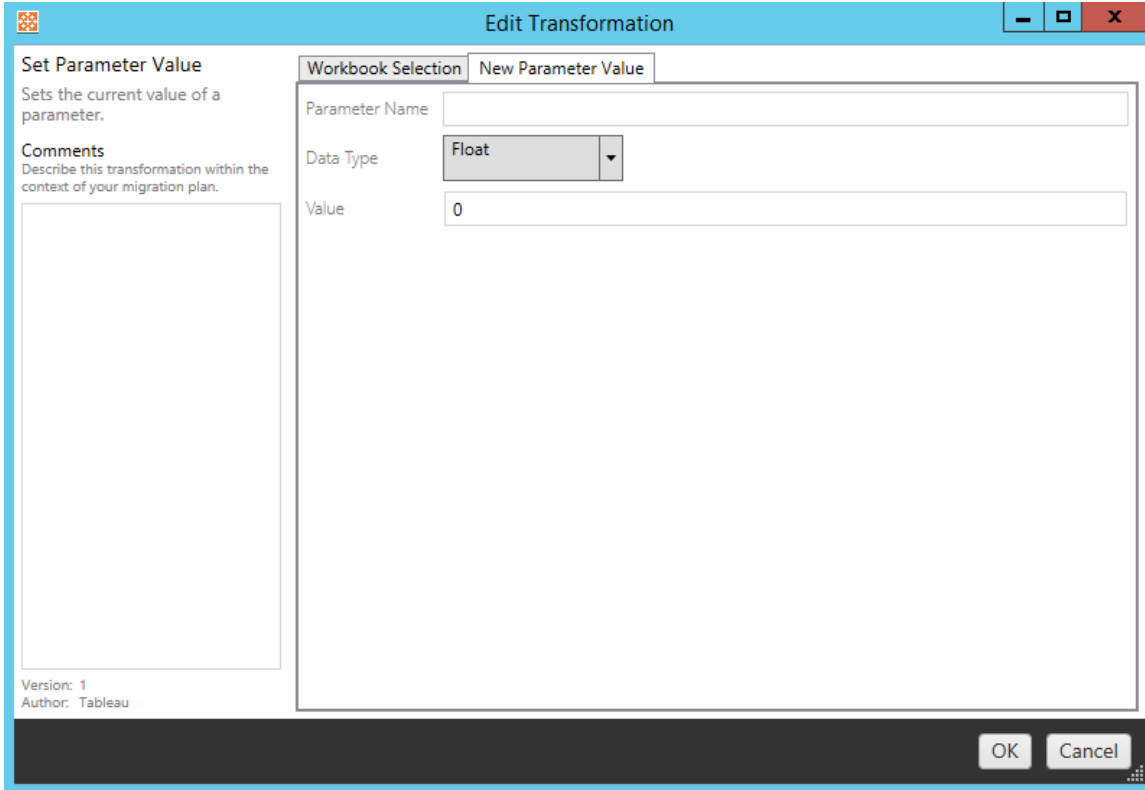 Edit Transformation
Set Parameter Value
Sets the current value of a
parameter.
Comments
Describe this transformation within the
context of your migration plan.
Version: 1
Author: Tableau
Workbook Selection
New Parameter Value
Parameter Name
Data Type
Float
Value
0
OK
Cancel